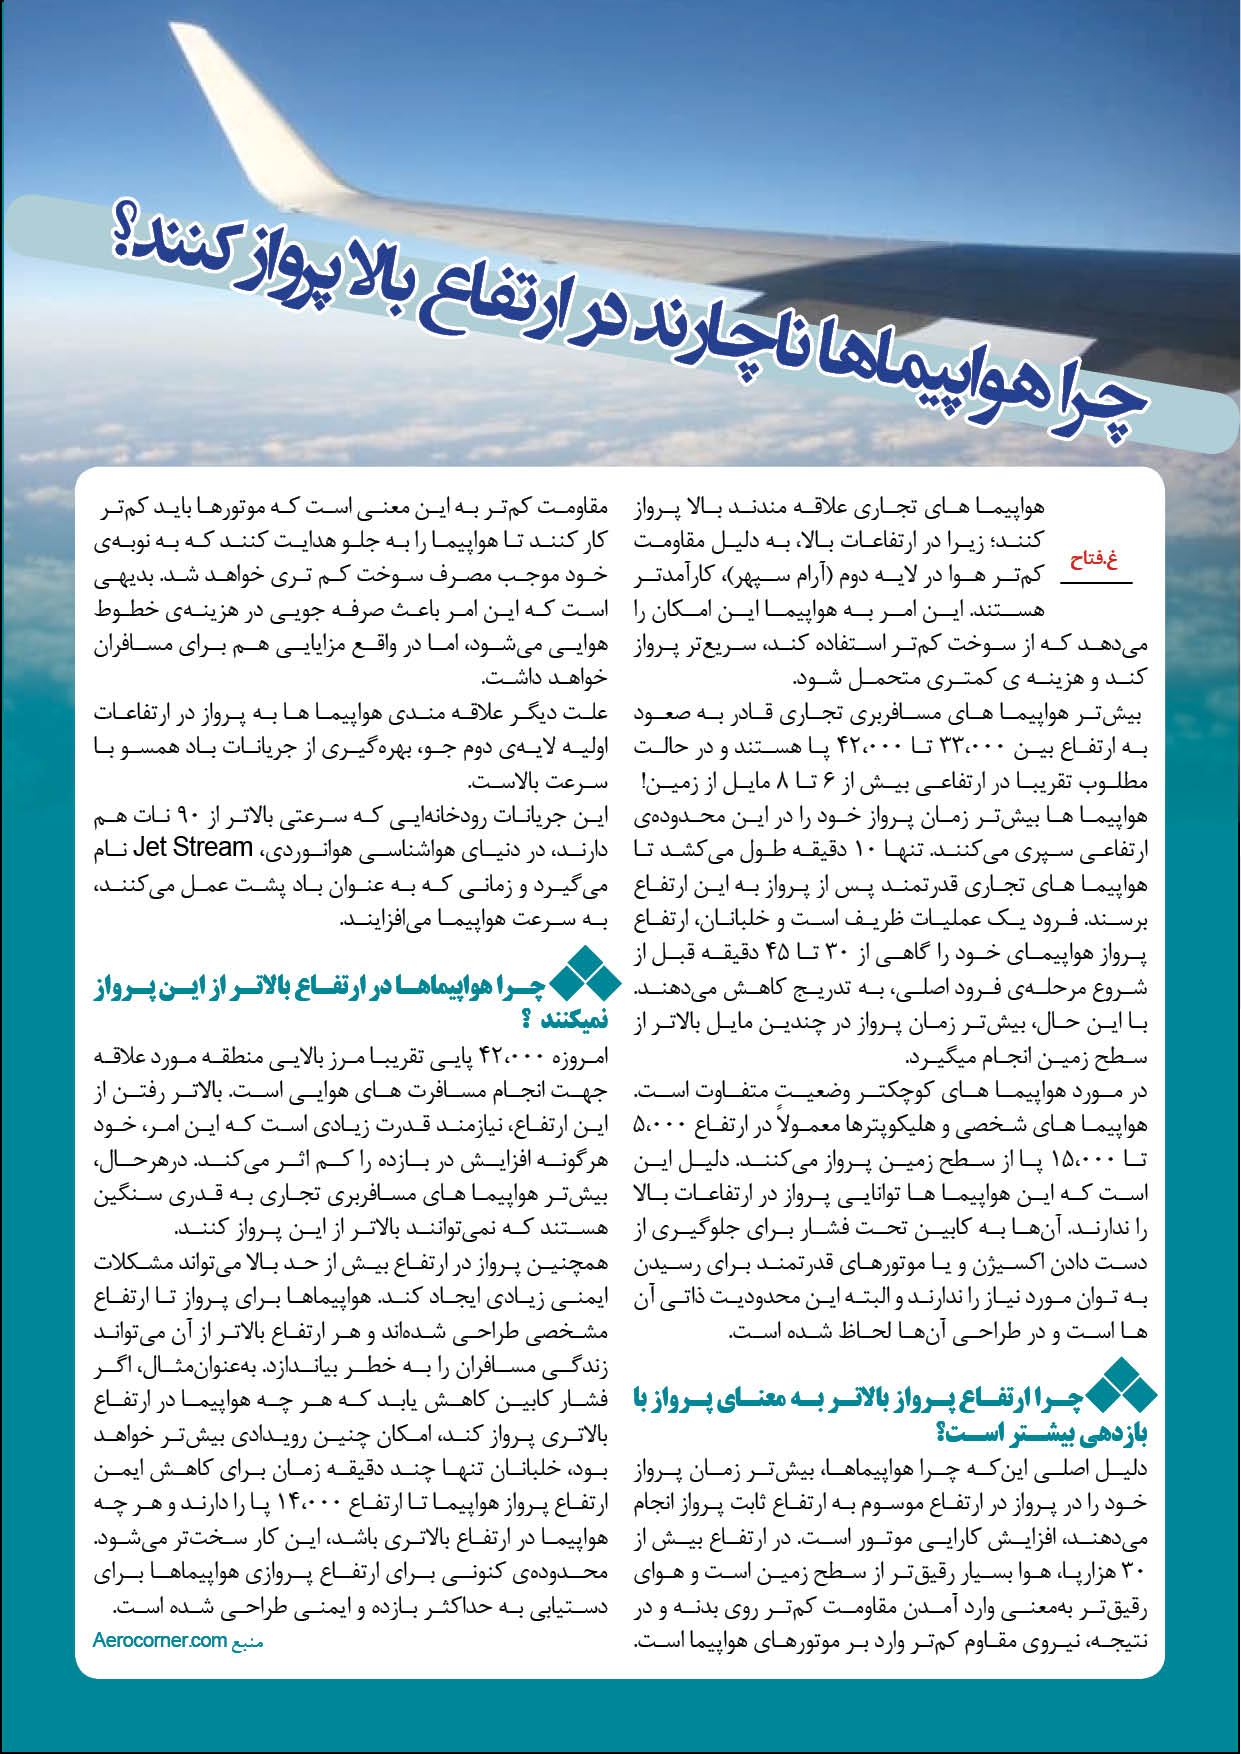 چرا هواپیماها ناچارند در ارتفاع بالا پرواز کنند؟
غ.فتاح
هواپیما های تجاری علاقه مندند بالا پرواز
کنند؛ زیرا در ارتفاعات بالا، به دلیل مقاومت
کم‌تر هوا در لایه دوم (آرام سپهر)، کارآمدتر
هستند. این امر به هواپیما این امکان را
می‌دهد که از سوخت کم‌تر استفاده کند، سریع‌تر پرواز
کند و هزینه ی کمتری متحمل شود.
بیش‌تر هواپیما های مسافربری تجاری قادر به صعود
به ارتفاع بین ۳۳،۰۰۰ تا ۴۲،۰۰۰ پا هستند و در حالت
مطلوب تقریبا در ارتفاعی بیش از ۶ تا ۸ مایل از زمین!
هواپیما ها بیش‌تر زمان پرواز خود را در این محدوده‌ی
ارتفاعی سپری می‌کنند. تنها ۱۰ دقیقه طول می‌کشد تا
هواپیما های تجاری قدرتمند پس از پرواز به این ارتفاع
برسند. فرود یک عملیات ظریف است و خلبانان، ارتفاع
پرواز هواپیمای خود را گاهی از ۳۰ تا ۴۵ دقیقه قبل از
شروع مرحله‌ی فرود اصلی، به تدریج کاهش می‌دهند.
با این حال، بیش‌تر زمان پرواز در چندین مایل بالاتر از
سطح زمین انجام میگیرد.
در مورد هواپیما های کوچکتر وضعیت متفاوت است.
هواپیما های شخصی و هلیکوپترها معمولاً در ارتفاع ۵،۰۰۰
تا ۱۵،۰۰۰ پا از سطح زمین پرواز می‌کنند. دلیل این
است که این هواپیما ها توانایی پرواز در ارتفاعات بالا
را ندارند. آن‌ها به کابین تحت فشار برای جلوگیری از
دست دادن اکسیژن و یا موتورهای قدرتمند برای رسیدن
به توان مورد نیاز را ندارند و البته این محدودیت ذاتی آن
ها است و در طراحی آن‌ها لحاظ شده است.
چرا ارتفاع پرواز بالاتر به معنای پرواز با
بازدهی بیشتر است؟
دلیل اصلی این‌که چرا هواپیماها، بیش‌تر زمان پرواز
خود را در پرواز در ارتفاع موسوم به ارتفاع ثابت پرواز انجام
می‌دهند، افزایش کارایی موتور است. در ارتفاع بیش از
۳۰ هزارپا، هوا بسیار رقیق‌تر از سطح زمین است و هوای
رقیق‌تر به‌معنی وارد آمدن مقاومت کم‌تر روی بدنه و در
نتیجه، نیروی مقاوم کم‌تر وارد بر موتورهای هواپیما است.
مقاومت کم‌تر به این معنی است که موتورها باید کم‌تر
کار کنند تا هواپیما را به جلو هدایت کنند که به نوبه‌ی
خود موجب مصرف سوخت کم تری خواهد شد. بدیهی
است که این امر باعث صرفه جویی در هزینه‌ی خطوط
هوایی می‌شود، اما در واقع مزایایی هم برای مسافران
خواهد داشت.
علت دیگر علاقه مندی هواپیما ها به پرواز در ارتفاعات
اولیه لایه‌ی دوم جو، بهره‌گیری از جریانات باد همسو با
سرعت بالاست.
این جریانات رودخانه‌ایی که سرعتی بالاتر از ۹۰ نات هم
دارند، در دنیای هواشناسی هوانوردی، Jet Stream نام
می‌گیرد و زمانی که به عنوان باد پشت عمل می‌کنند،
به سرعت هواپیما می‌افزایند.
چرا هواپیماها در ارتفاع بالاتر از این پرواز
نمیکنند ؟
امروزه ۴۲،۰۰۰ پایی تقریبا مرز بالایی منطقه مورد علاقه
جهت انجام مسافرت های هوایی است. بالاتر رفتن از
این ارتفاع، نیازمند قدرت زیادی است که این امر، خود
هرگونه افزایش در بازده را کم اثر می‌کند. درهرحال،
بیش‌تر هواپیما های مسافربری تجاری به قدری سنگین
هستند که نمی‌توانند بالاتر از این پرواز کنند.
همچنین پرواز در ارتفاع بیش از حد بالا می‌تواند مشکلات
ایمنی زیادی ایجاد کند. هواپیماها برای پرواز تا ارتفاع
مشخصی طراحی شده‌اند و هر ارتفاع بالاتر از آن می‌تواند
زندگی مسافران را به خطر بیاندازد. به‌عنوان‌مثال، اگر
فشار کابین کاهش یابد که هر چه هواپیما در ارتفاع
بالاتری پرواز کند، امکان چنین رویدادی بیش‌تر خواهد
بود، خلبانان تنها چند دقیقه زمان برای کاهش ایمن
ارتفاع پرواز هواپیما تا ارتفاع ۱۴،۰۰۰ پا را دارند و هر چه
هواپیما در ارتفاع بالاتری باشد، این کار سخت‌تر می‌شود.
محدوده‌ی کنونی برای ارتفاع پروازی هواپیماها برای
دستیابی به حداکثر بازده و ایمنی طراحی شده است.
منبع Aerocorner.com